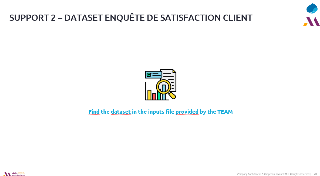 SUPPORT 2 – DATASET ENQUÊTE DE SATISFACTION CLIENT
Find the dataset in the inputs file provided by the TEAM